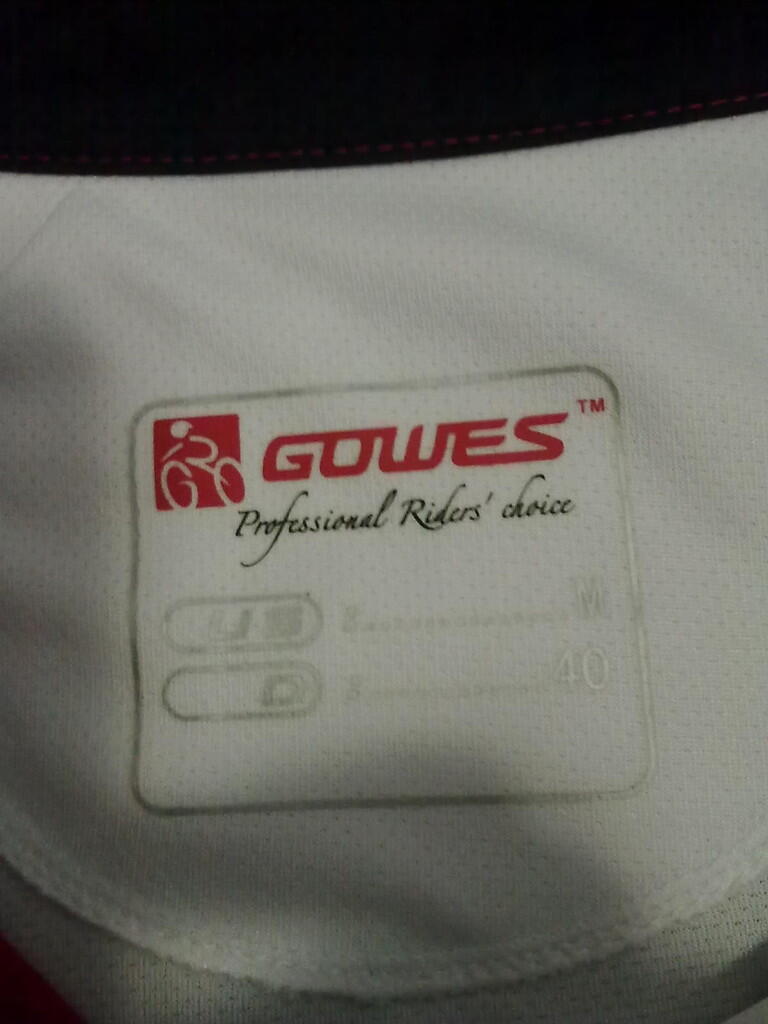 GOWES™
Professional Riders' choice
US S M
D S 40